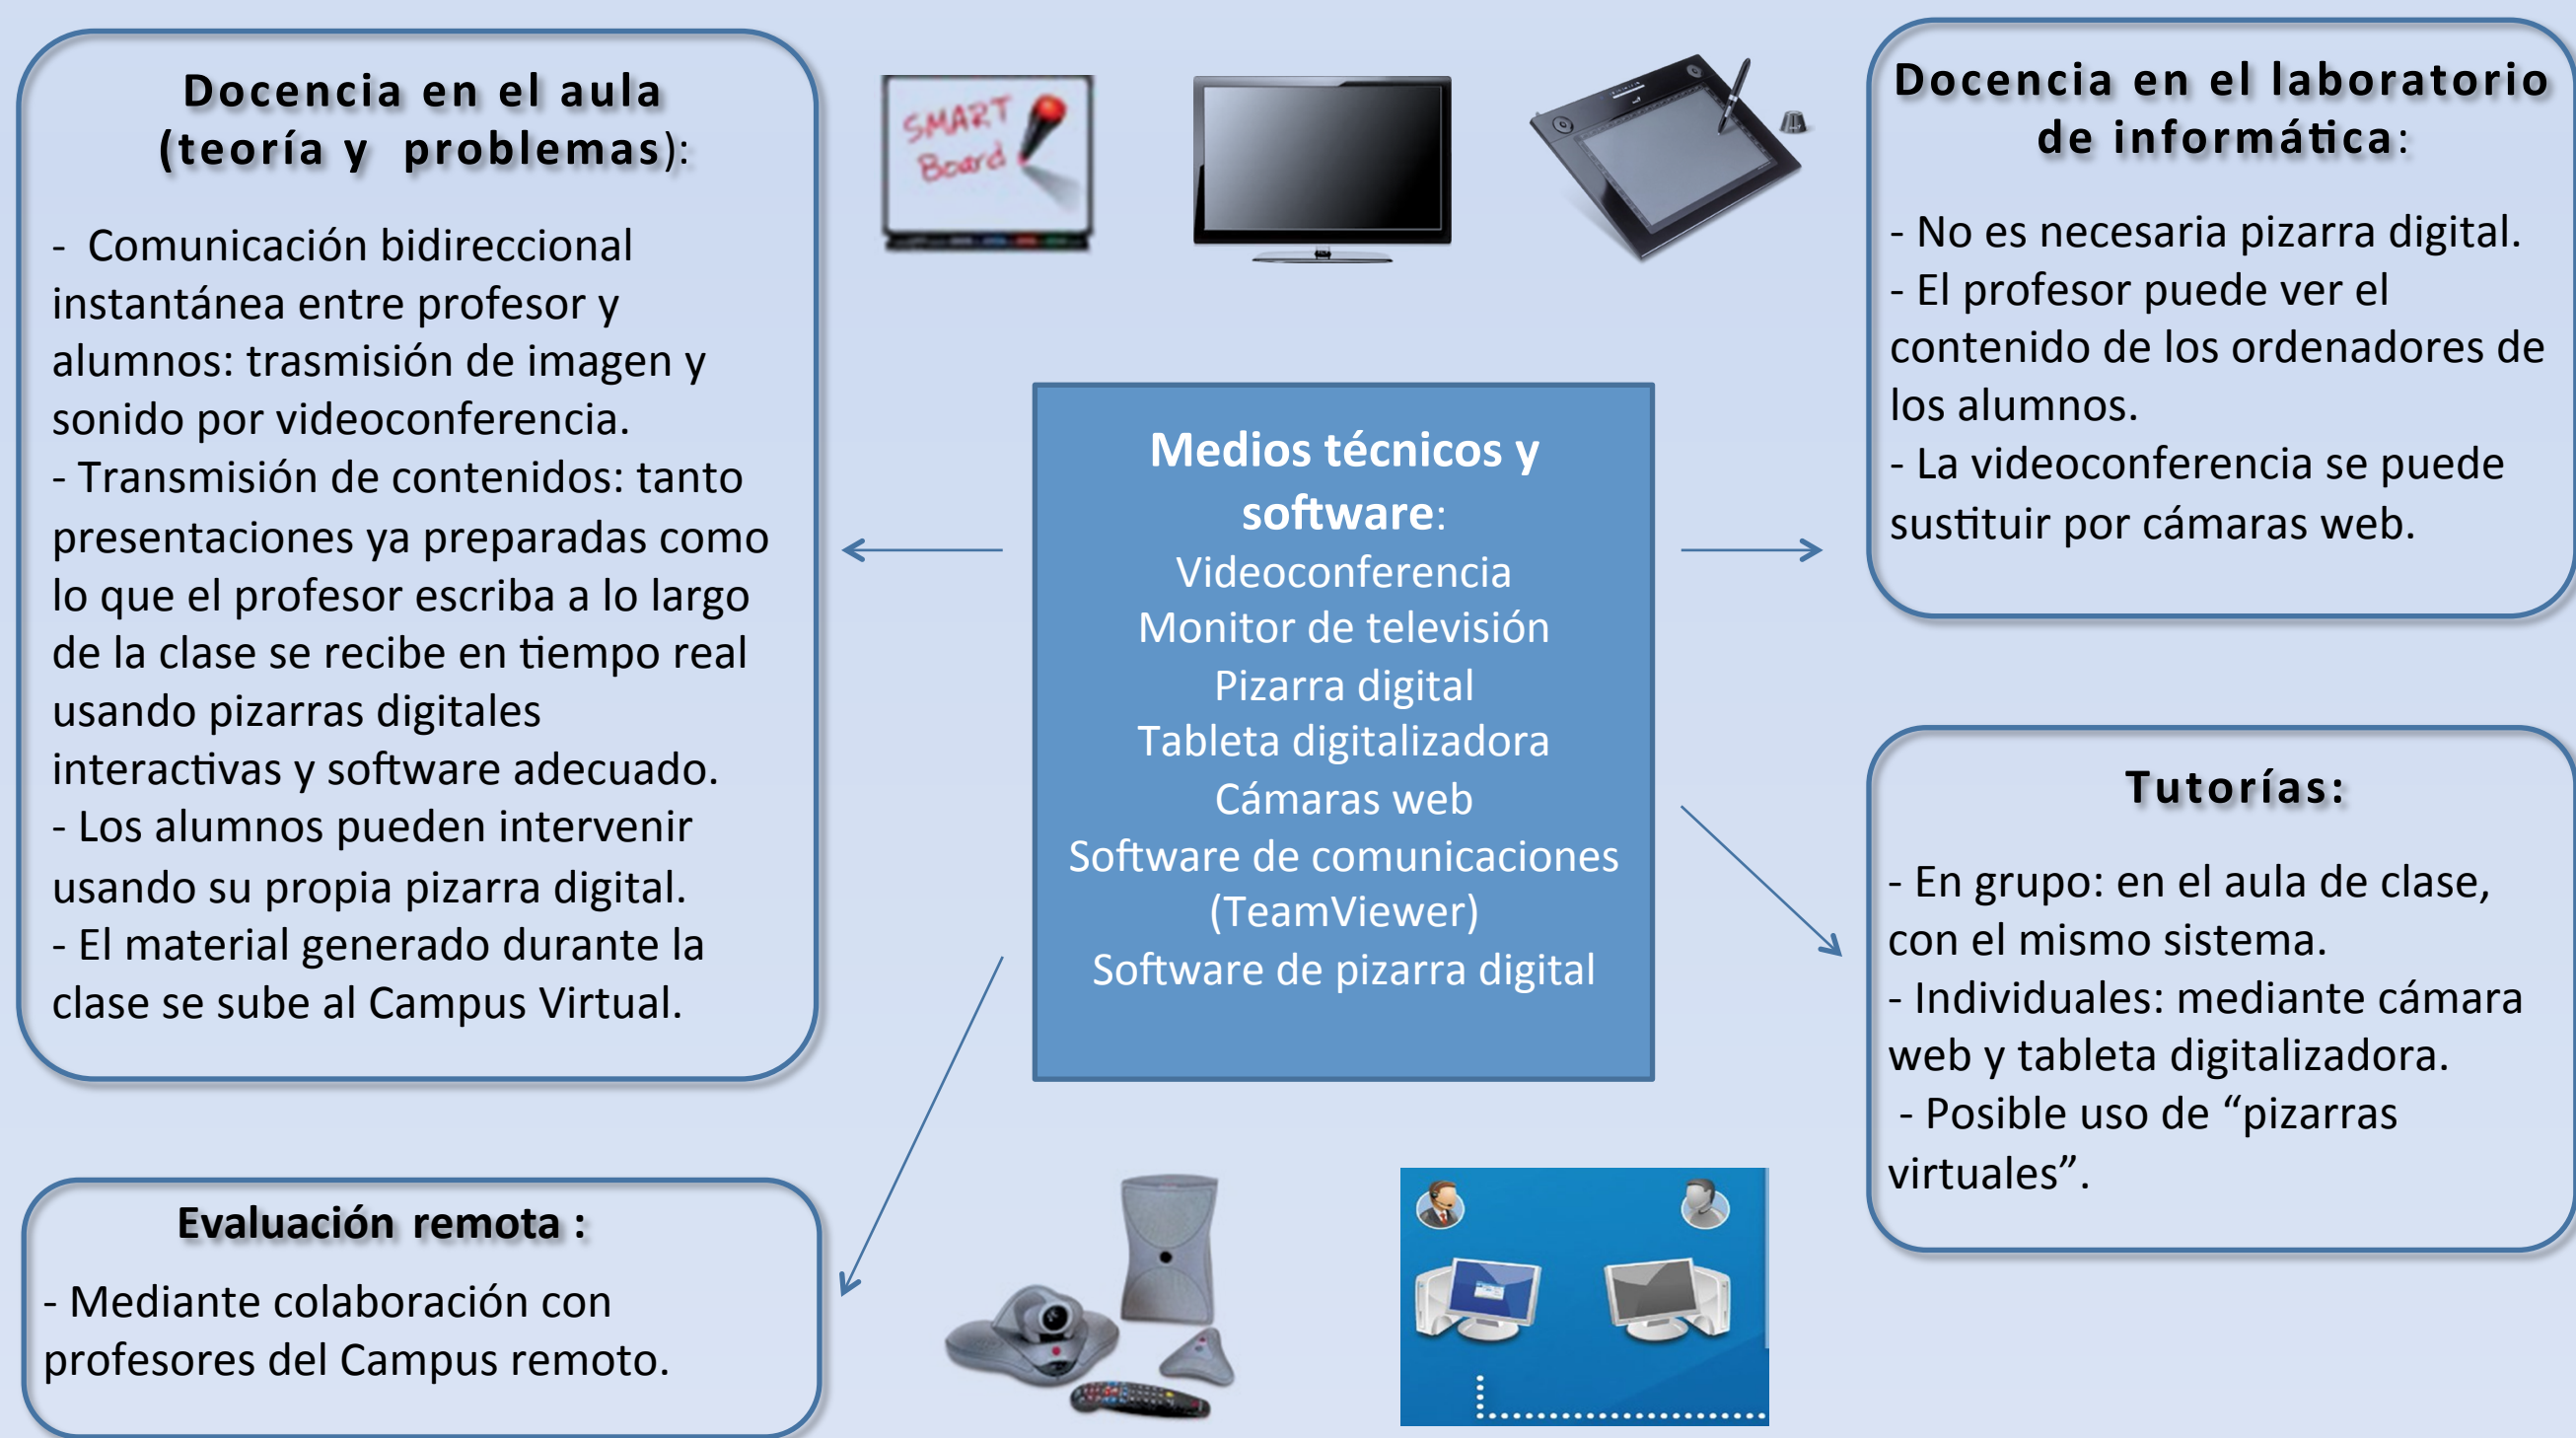 Docencia en el aula
(teoría y problemas):
- Comunicación bidireccional
instantánea entre profesor y
alumnos: trasmisión de imagen y
sonido por videoconferencia.
- Transmisión de contenidos: tanto
presentaciones ya preparadas como
lo que el profesor escriba a lo largo
de la clase se recibe en tiempo real
usando pizarras digitales
interactivas y software adecuado.
- Los alumnos pueden intervenir
usando su propia pizarra digital.
- El material generado durante la
clase se sube al Campus Virtual.
Evaluación remota :
- Mediante colaboración con
profesores del Campus remoto.
SMART
Board
Medios técnicos y
software:
Videoconferencia
Monitor de televisión
Pizarra digital
Tableta digitalizadora
Cámaras web
Software de comunicaciones
(TeamViewer)
Software de pizarra digital
Docencia en el laboratorio
de informática:
- No es necesaria pizarra digital.
- El profesor puede ver el
contenido de los ordenadores de
los alumnos.
- La videoconferencia se puede
sustituir por cámaras web.
Tutorías:
- En grupo: en el aula de clase,
con el mismo sistema.
- Individuales: mediante cámara
web y tableta digitalizadora.
- Posible uso de “pizarras
virtuales”.